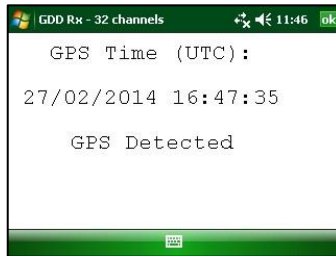 GDD Rx - 32 channels 11:46 ok
GPS Time (UTC):
27/02/2014 16:47:35
GPS Detected